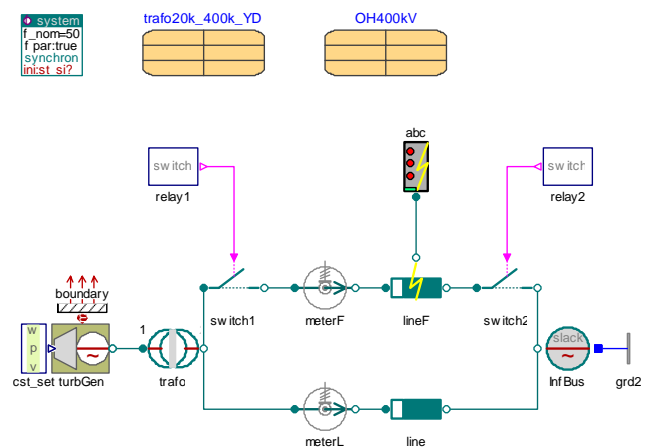 system
f_nom=50
f par:true
synchron
ini:st_si?
trafo20k_400k_YD
OH400kV
abc
switch
relay1
switch
relay2
boundary
1
switch1
meterF
lineF
switch2
w
p
v
slack
cst_set
turbGen
trafo
InfBus
grd2
meterL
line